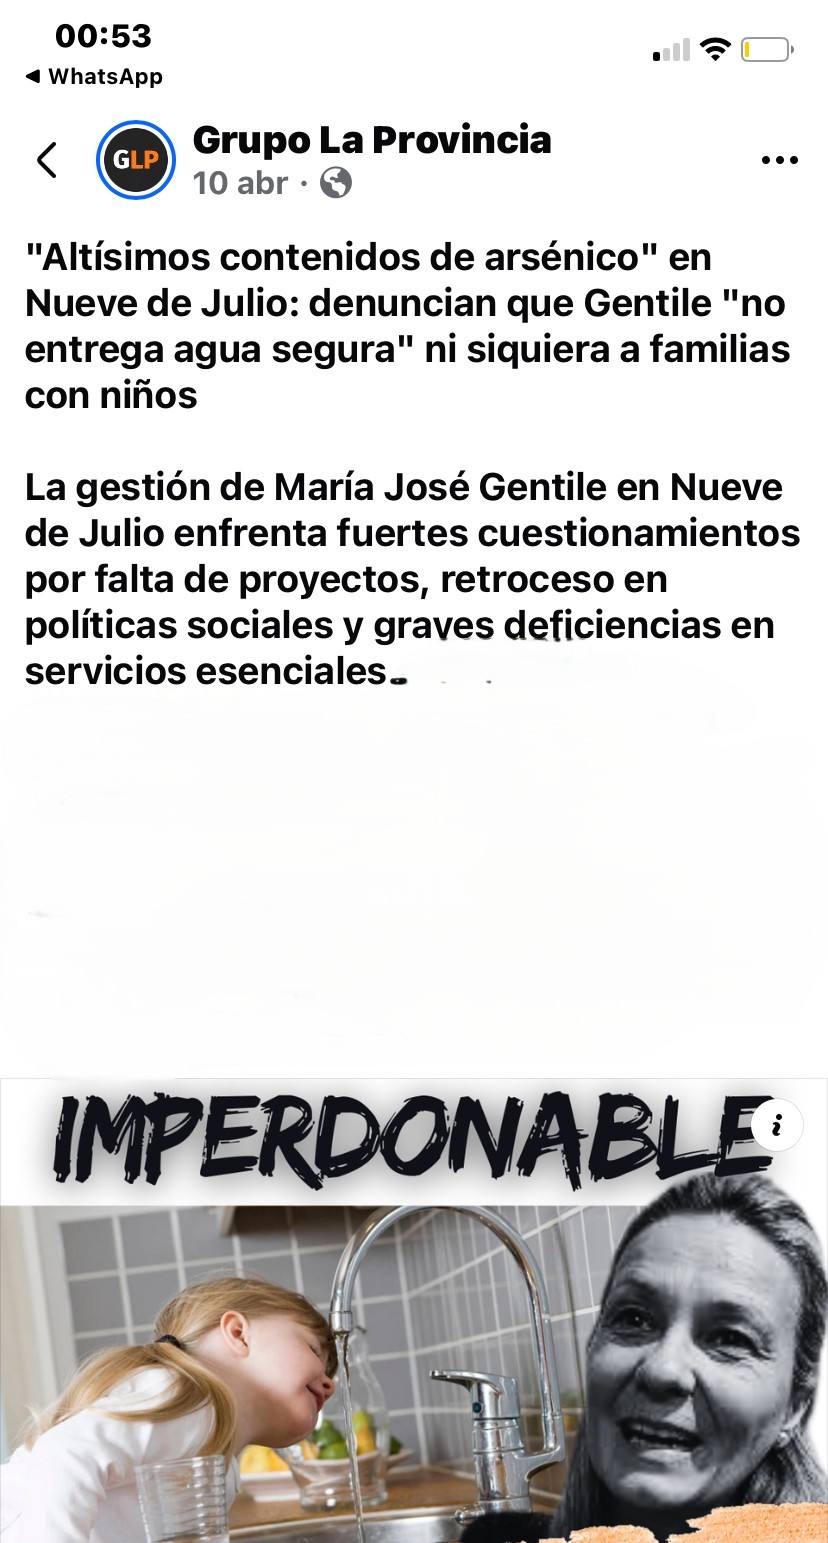 00:53
WhatsApp
GLP
Grupo La Provincia
10 abr ·
"Altísimos contenidos de arsénico" en
Nueve de Julio: denuncian que Gentile "no
entrega agua segura" ni siquiera a familias
con niños
La gestión de María José Gentile en Nueve
de Julio enfrenta fuertes cuestionamientos
por falta de proyectos, retroceso en
políticas sociales y graves deficiencias en
servicios esenciales.
IMPERDONABLE
i